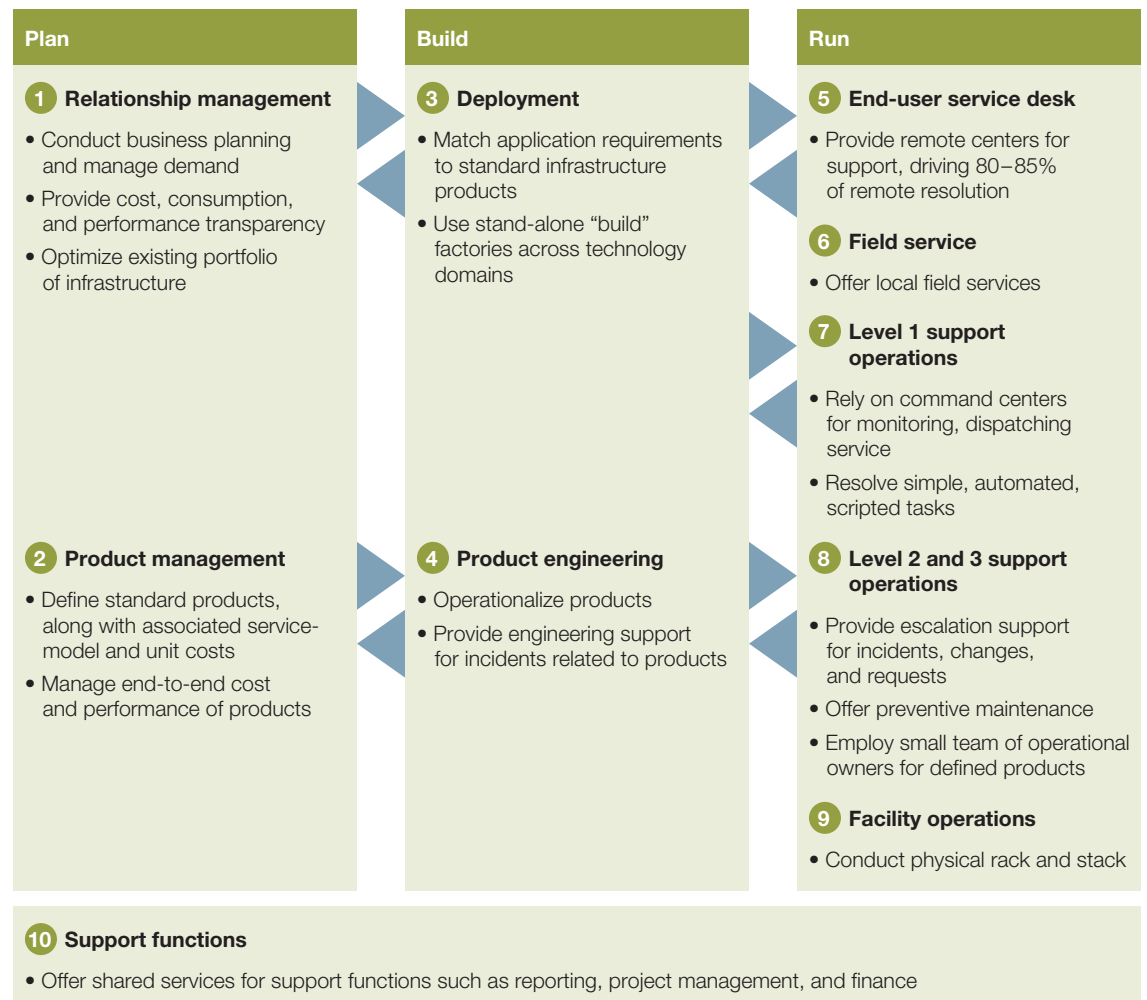 Plan
1 Relationship management
• Conduct business planning
and manage demand
• Provide cost, consumption,
and performance transparency
• Optimize existing portfolio
of infrastructure
2 Product management
• Define standard products,
along with associated service-
model and unit costs
• Manage end-to-end cost
and performance of products
Build
3 Deployment
• Match application requirements
to standard infrastructure
products
• Use stand-alone “build”
factories across technology
domains
4 Product engineering
• Operationalize products
• Provide engineering support
for incidents related to products
Run
5 End-user service desk
• Provide remote centers for
support, driving 80–85%
of remote resolution
6 Field service
• Offer local field services
7 Level 1 support
operations
• Rely on command centers
for monitoring, dispatching
service
• Resolve simple, automated,
scripted tasks
8 Level 2 and 3 support
operations
• Provide escalation support
for incidents, changes,
and requests
• Offer preventive maintenance
• Employ small team of operational
owners for defined products
9 Facility operations
• Conduct physical rack and stack
10 Support functions
• Offer shared services for support functions such as reporting, project management, and finance